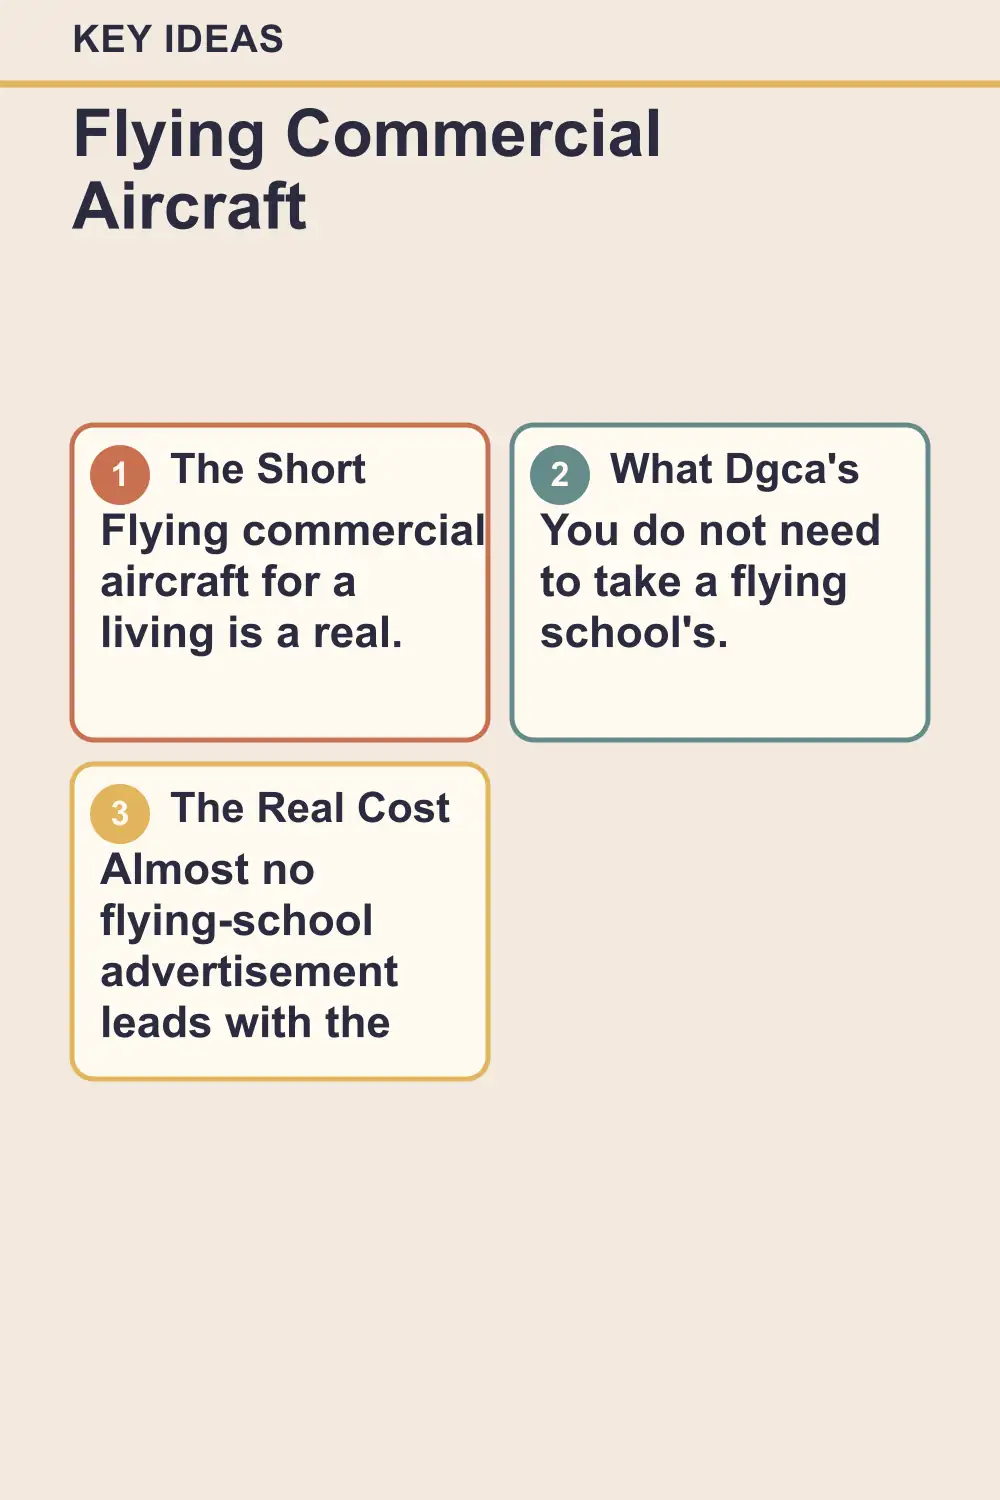 KEY IDEAS
Flying Commercial
Aircraft
1 The Short
Flying commercial
aircraft for a
living is a real.
2 What Dgca's
You do not need
to take a flying
school's.
3 The Real Cost
Almost no
flying-school
advertisement
leads with the